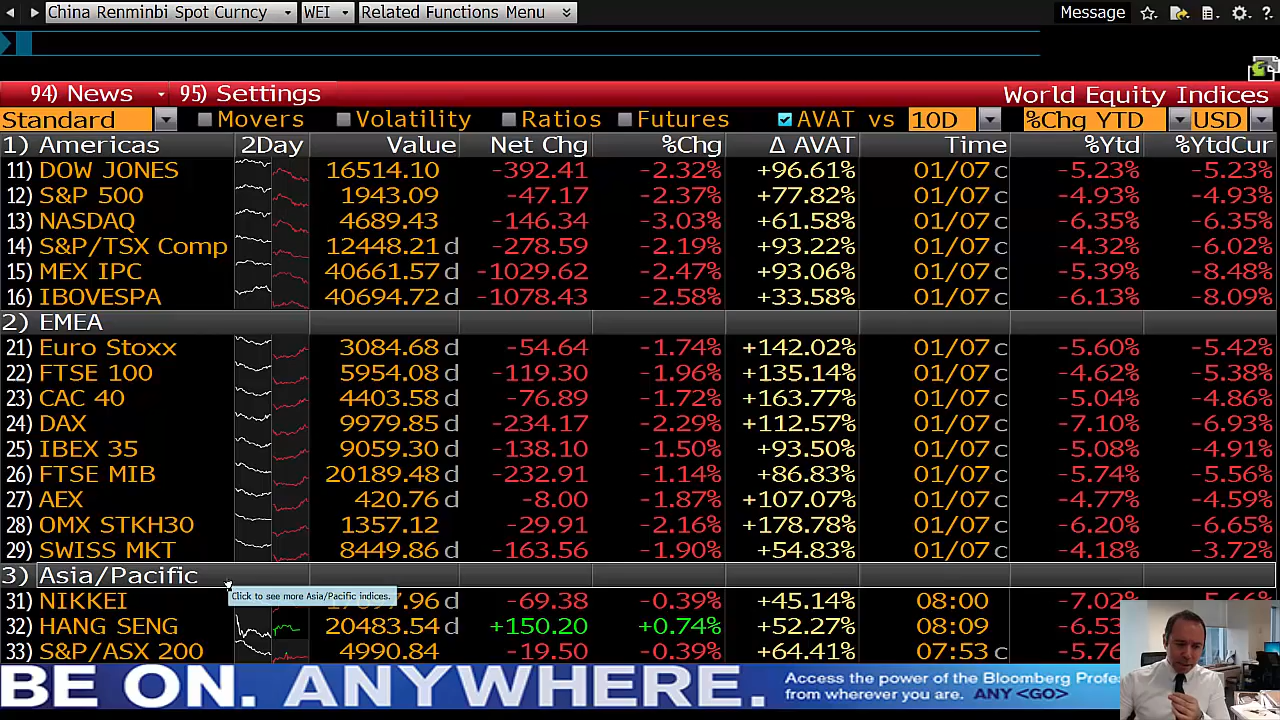 China Renminbi Spot Curncy WEI Related Functions Menu Message ?
94) News 95) Settings World Equity Indices
Standard Movers Volatility Ratios Futures AVAT vs 10D %Chg YTD USD
1) Americas 2Day Value Net Chg %Chg Δ AVAT Time %Ytd %YtdCur
11) DOW JONES 16514.10 -392.41 -2.32% +96.61% 01/07 c -5.23% -5.23%
12) S&P 500 1943.09 -47.17 -2.37% +77.82% 01/07 c -4.93% -4.93%
13) NASDAQ 4689.43 -146.34 -3.03% +61.58% 01/07 c -6.35% -6.35%
14) S&P/TSX Comp 12448.21 d -278.59 -2.19% +93.22% 01/07 c -4.32% -6.02%
15) MEX IPC 40661.57 d -1029.62 -2.47% +93.06% 01/07 c -5.39% -8.48%
16) IBOVESPA 40694.72 d -1078.43 -2.58% +33.58% 01/07 c -6.13% -8.09%
2) EMEA
21) Euro Stoxx 3084.68 d -54.64 -1.74% +142.02% 01/07 c -5.60% -5.42%
22) FTSE 100 5954.08 d -119.30 -1.96% +135.14% 01/07 c -4.62% -5.38%
23) CAC 40 4403.58 d -76.89 -1.72% +163.77% 01/07 c -5.04% -4.86%
24) DAX 9979.85 d -234.17 -2.29% +112.57% 01/07 c -7.10% -6.93%
25) IBEX 35 9059.30 d -138.10 -1.50% +93.50% 01/07 c -5.08% -4.91%
26) FTSE MIB 20189.48 d -232.91 -1.14% +86.83% 01/07 c -5.74% -5.56%
27) AEX 420.76 d -8.00 -1.87% +107.07% 01/07 c -4.77% -4.59%
28) OMX STKH30 1357.12 -29.91 -2.16% +178.78% 01/07 c -6.20% -6.65%
29) SWISS MKT 8449.86 d -163.56 -1.90% +54.83% 01/07 c -4.18% -3.72%
3) Asia/Pacific
Click to see more Asia/Pacific indices.
31) NIKKEI .96 d -69.38 -0.39% +45.14% 08:00 c -7.02%
32) HANG SENG 20483.54 d +150.20 +0.74% +52.27% 08:09 c -6.53
33) S&P/ASX 200 4990.84 -19.50 -0.39% +64.41% 07:53 c -5.76
BE ON. ANYWHERE. Access the power of the Bloomberg
from wherever you are. ANY <GO>